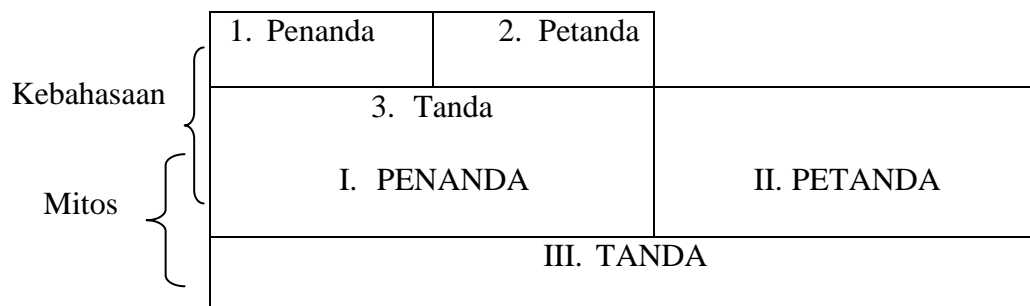 1. Penanda 2. Petanda
Kebahasaan
3. Tanda
I. PENANDA II. PETANDA
Mitos
III. TANDA